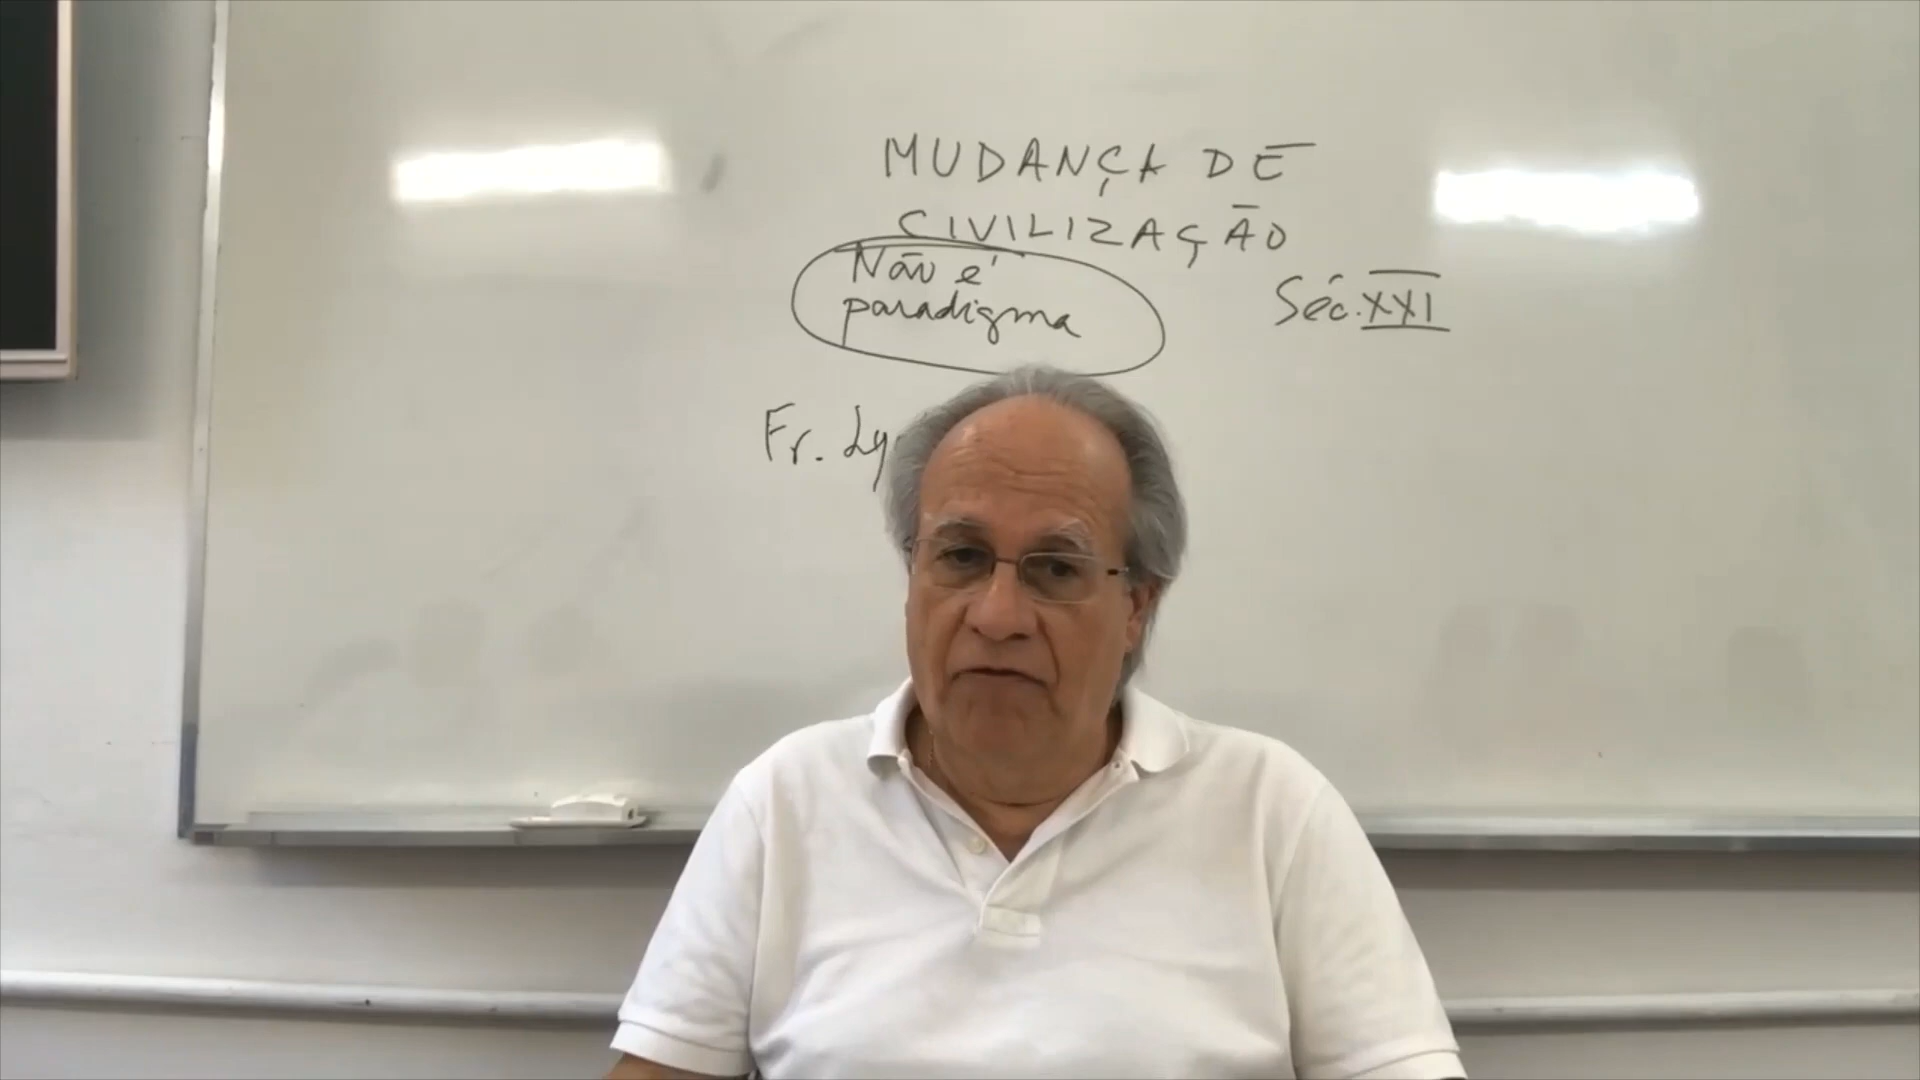 MUDANÇA DE
CIVILIZAÇÃO
Não é
paradigma
Séc. XXI
Fr.